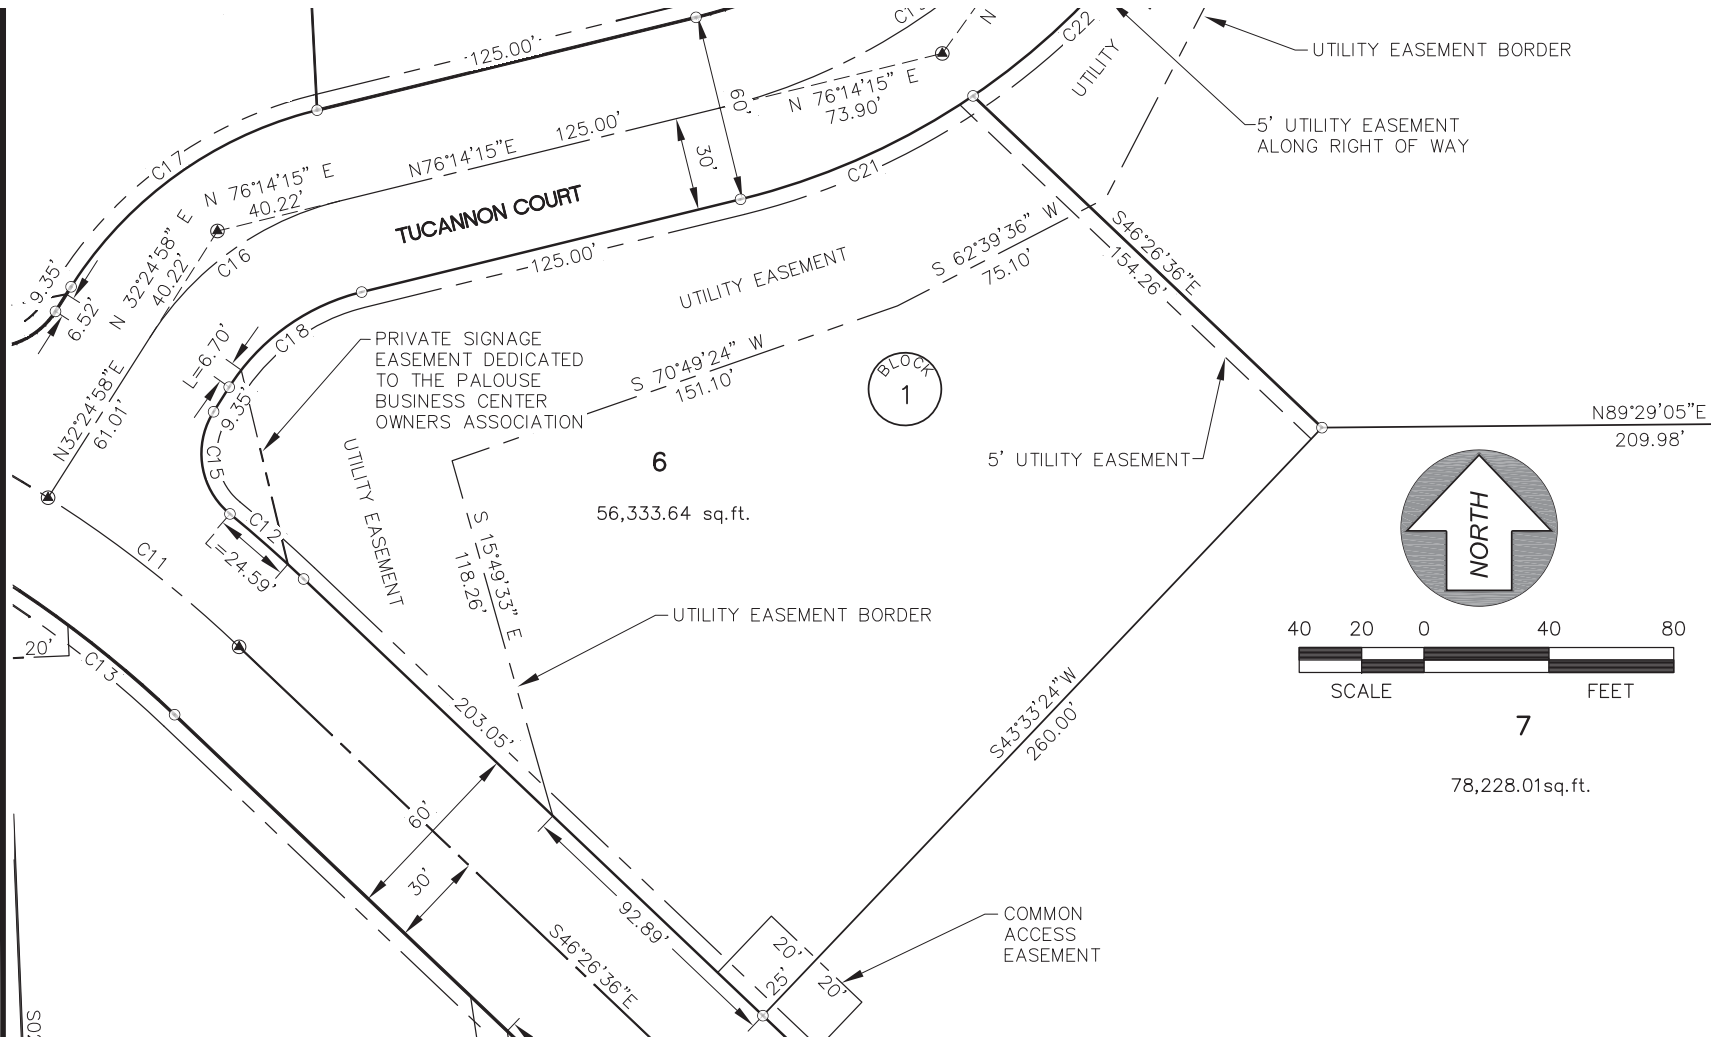 C22
N
125.00'
UTILITY EASEMENT BORDER
UTILITY
60'
N 76°14'15" E
73.90'
5' UTILITY EASEMENT
ALONG RIGHT OF WAY
C17
N76°14'15"E
125.00'
30'
N 76°14'15" E
40.22'
C21
TUCANNON COURT
S 62°39'36" W
75.10'
S46°26'36"E
154.26'
9.35'
6.52'
N 32°24'58" E
40.22'
C16
125.00'
UTILITY EASEMENT
C18
L=6.70'
PRIVATE SIGNAGE
EASEMENT DEDICATED
TO THE PALOUSE
BUSINESS CENTER
OWNERS ASSOCIATION
S 70°49'24" W
151.10'
BLOCK
1
N32°24'58"E
61.01'
9.35'
C15
N89°29'05"E
209.98'
UTILITY EASEMENT
6
56,333.64 sq.ft.
5' UTILITY EASEMENT
NORTH
C12
L=24.59'
C11
S 15°49'33" E
118.26'
UTILITY EASEMENT BORDER
40 20 0 40 80
SCALE FEET
20'
C13
203.05'
S43°33'24"W
260.00'
7
78,228.01sq.ft.
60'
30'
92.89'
S46°26'36"E
20'
25'
20'
COMMON
ACCESS
EASEMENT